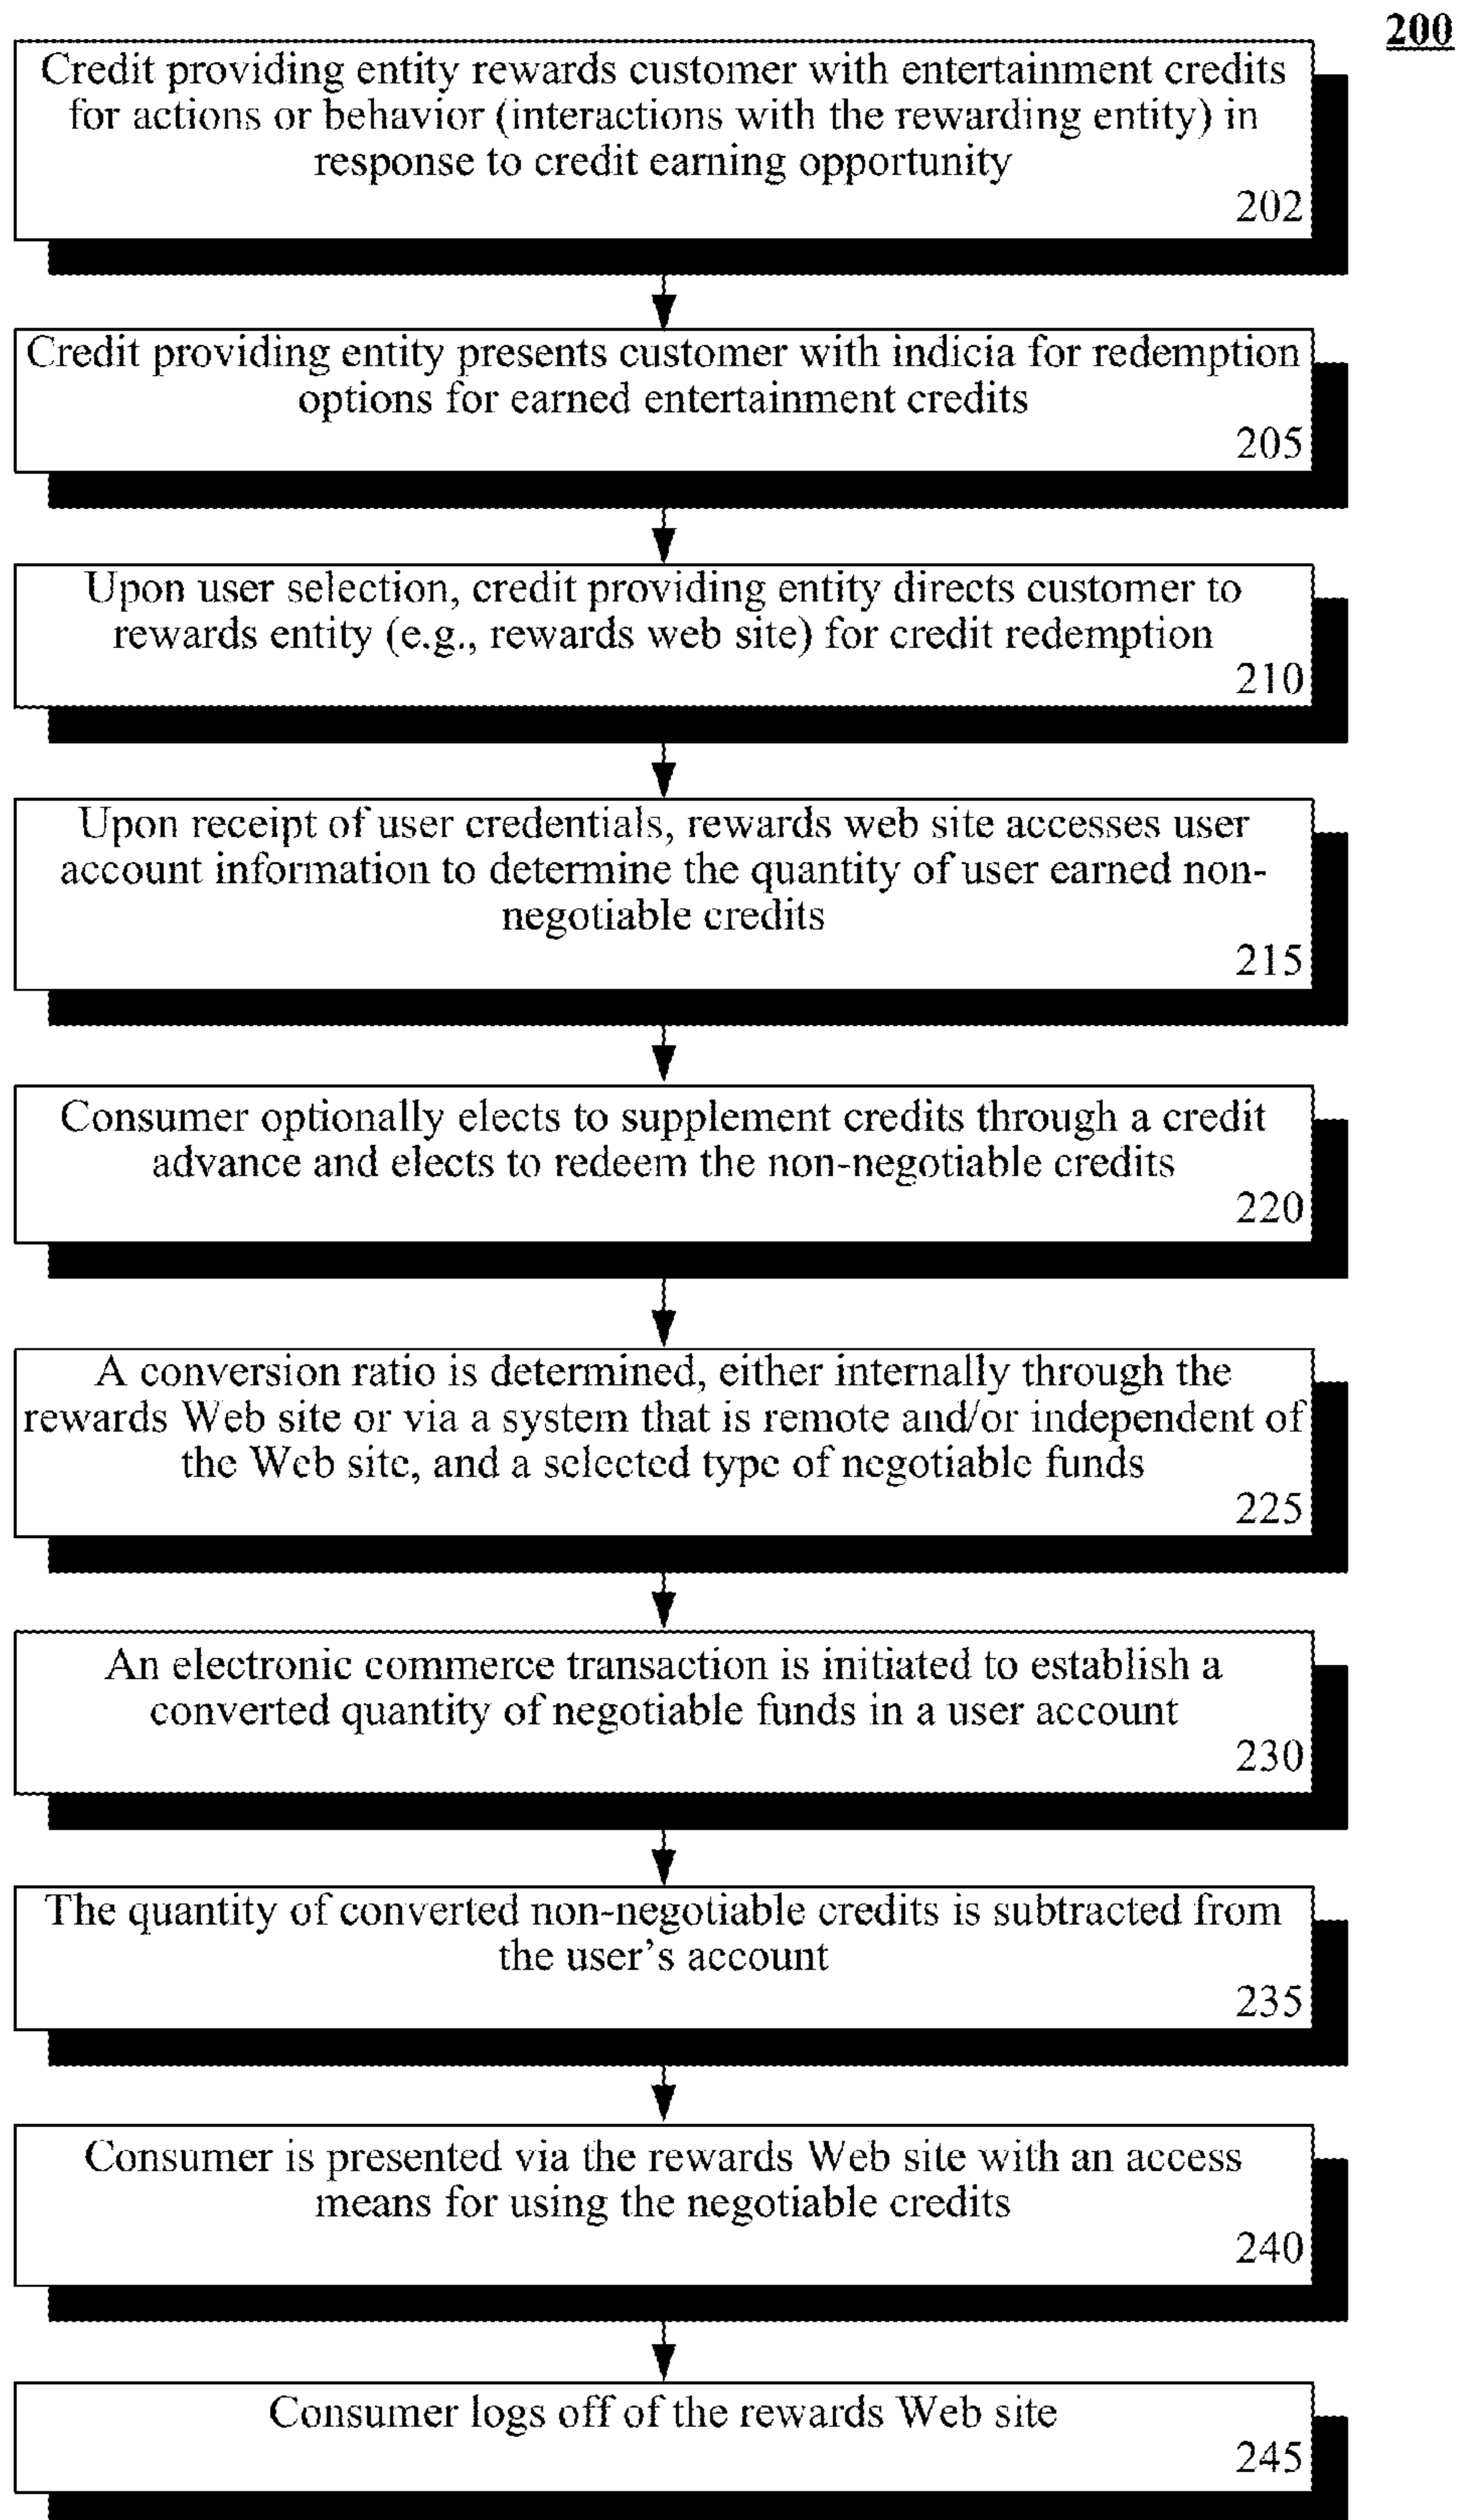 200
Credit providing entity rewards customer with entertainment credits
for actions or behavior (interactions with the rewarding entity) in
response to credit earning opportunity
202
Credit providing entity presents customer with indicia for redemption
options for earned entertainment credits
205
Upon user selection, credit providing entity directs customer to
rewards entity (e.g., rewards web site) for credit redemption
210
Upon receipt of user credentials, rewards web site accesses user
account information to determine the quantity of user earned non-
negotiable credits
215
Consumer optionally elects to supplement credits through a credit
advance and elects to redeem the non-negotiable credits
220
A conversion ratio is determined, either internally through the
rewards Web site or via a system that is remote and/or independent of
the Web site, and a selected type of negotiable funds
225
An electronic commerce transaction is initiated to establish a
converted quantity of negotiable funds in a user account
230
The quantity of converted non-negotiable credits is subtracted from
the user's account
235
Consumer is presented via the rewards Web site with an access
means for using the negotiable credits
240
Consumer logs off of the rewards Web site
245